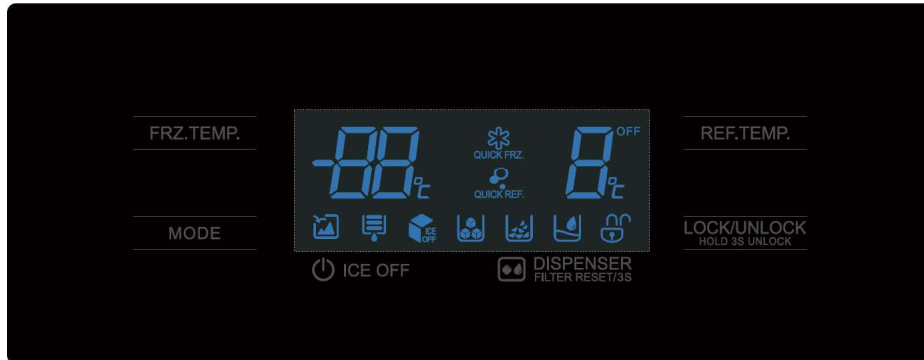 FRZ.TEMP.
-88°C
QUICK FRZ.
QUICK REF.
8°C
OFF
REF.TEMP.
MODE
ICE
OFF
LOCK/UNLOCK
HOLD 3S UNLOCK
ICE OFF
DISPENSER
FILTER RESET/3S